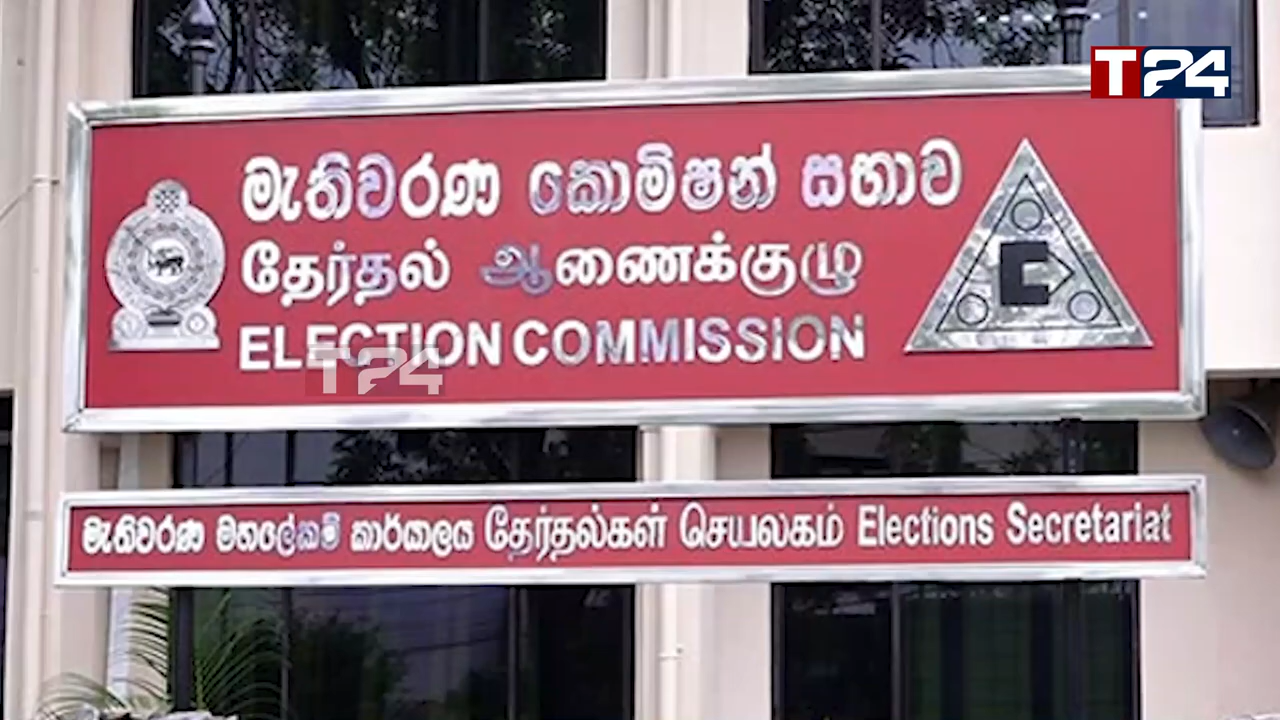 T24
මැතිවරණ කොමිෂන් සභාව
தேர்தல் ஆணைக்குழு
ELECTION COMMISSION
T24
මැතිවරණ මහලේකම් කාර්යාලය தேர்தல்கள் செயலகம் Elections Secretariat